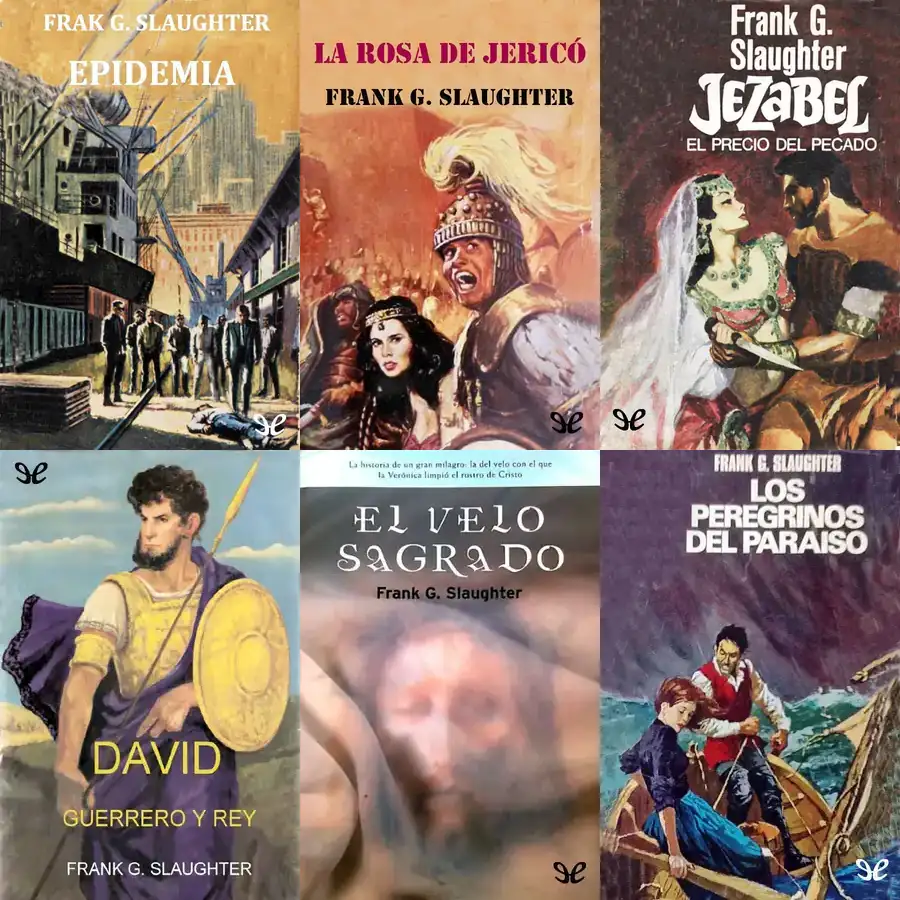 FRAK G. SLAUGHTER
EPIDEMIA
LA ROSA DE JERICÓ
FRANK G. SLAUGHTER
Frank G.
Slaughter
JEZABEL
EL PRECIO DEL PECADO
DAVID
GUERRERO Y REY
FRANK G. SLAUGHTER
La historia de un gran milagro: la del velo con el que
la Verónica limpió el rostro de Cristo
EL VELO
SAGRADO
Frank G. Slaughter
FRANK G. SLAUGHTER
LOS
PEREGRINOS
DEL PARAISO